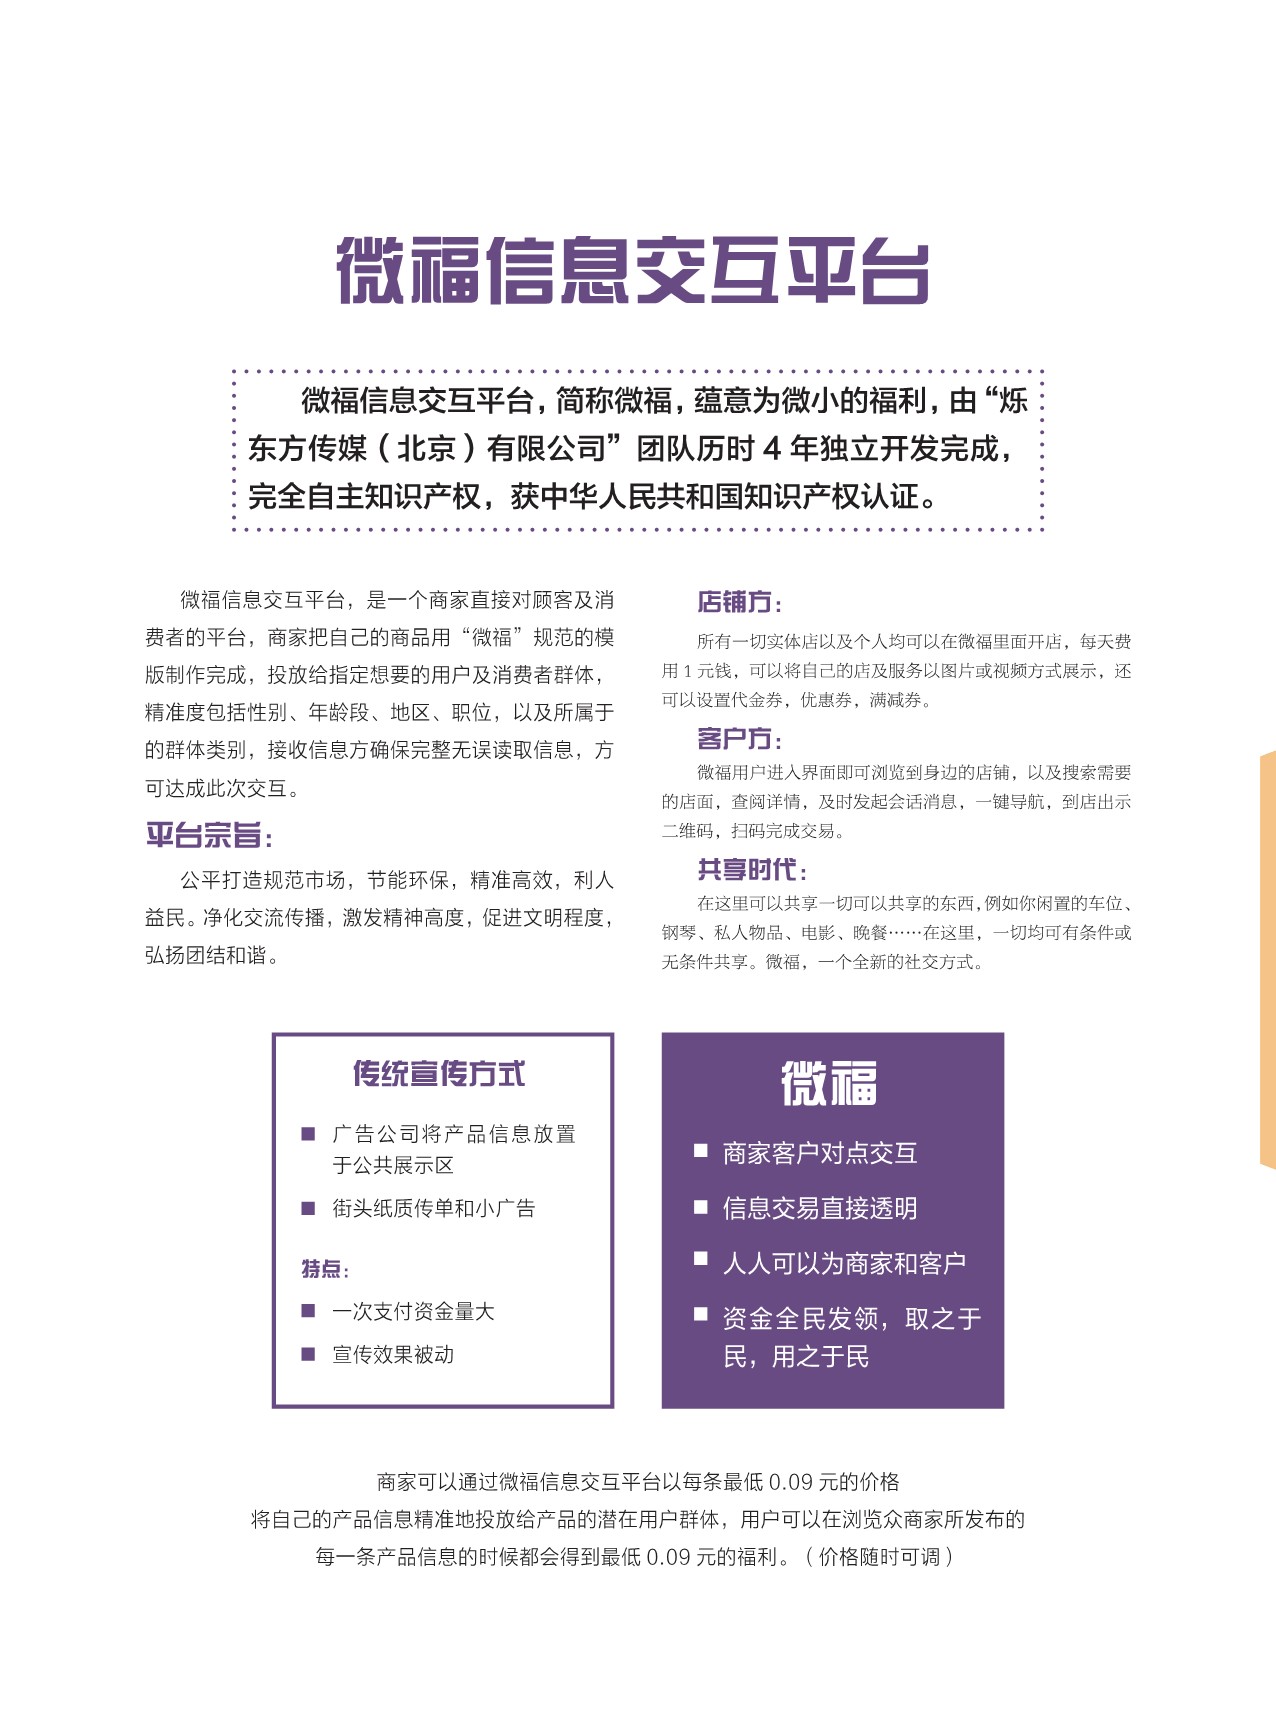 微福信息交互平台
微福信息交互平台，简称微福，蕴意为微小的福利，由“烁
东方传媒（北京）有限公司”团队历时 4 年独立开发完成，
完全自主知识产权，获中华人民共和国知识产权认证。
微福信息交互平台，是一个商家直接对顾客及消
费者的平台，商家把自己的商品用“微福”规范的模
版制作完成，投放给指定想要的用户及消费者群体，
精准度包括性别、年龄段、地区、职位，以及所属于
的群体类别，接收信息方确保完整无误读取信息，方
可达成此次交互。
平台宗旨：
公平打造规范市场，节能环保，精准高效，利人
益民。净化交流传播，激发精神高度，促进文明程度，
弘扬团结和谐。
店铺方：
所有一切实体店以及个人均可以在微福里面开店，每天费
用 1 元钱，可以将自己的店及服务以图片或视频方式展示，还
可以设置代金券，优惠券，满减券。
客户方：
微福用户进入界面即可浏览到身边的店铺，以及搜索需要
的店面，查阅详情，及时发起会话消息，一键导航，到店出示
二维码，扫码完成交易。
共享时代：
在这里可以共享一切可以共享的东西，例如你闲置的车位、
钢琴、私人物品、电影、晚餐……在这里，一切均可有条件或
无条件共享。微福，一个全新的社交方式。
传统宣传方式
■ 广告公司将产品信息放置
于公共展示区
■ 街头纸质传单和小广告
特点：
■ 一次支付资金量大
■ 宣传效果被动
微福
■ 商家客户对点交互
■ 信息交易直接透明
■ 人人可以为商家和客户
■ 资金全民发领，取之于
民，用之于民
商家可以通过微福信息交互平台以每条最低 0.09 元的价格
将自己的产品信息精准地投放给产品的潜在用户群体，用户可以在浏览众商家所发布的
每一条产品信息的时候都会得到最低 0.09 元的福利。（价格随时可调）